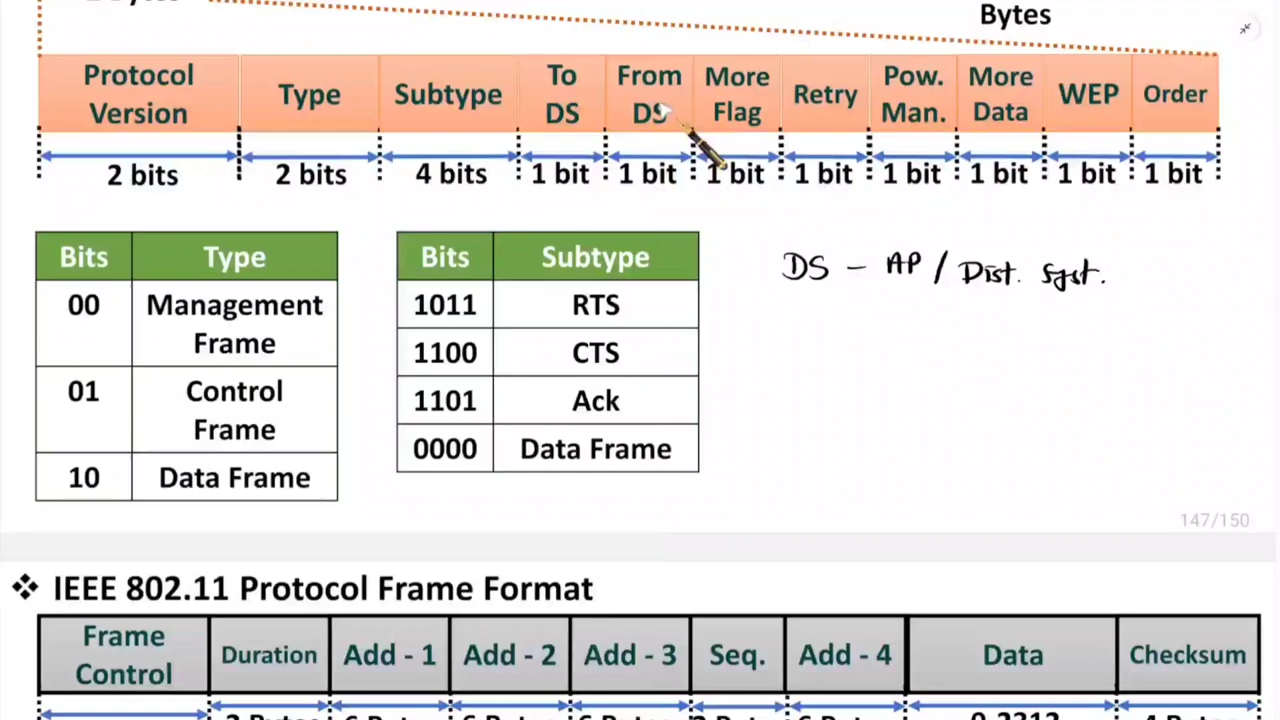 Bytes
Protocol Version
Type
Subtype
To DS
From DS
More Flag
Retry
Pow. Man.
More Data
WEP
Order
2 bits
2 bits
4 bits
1 bit
1 bit
1 bit
1 bit
1 bit
1 bit
1 bit
1 bit
Bits Type
00 Management Frame
01 Control Frame
10 Data Frame
Bits Subtype
1011 RTS
1100 CTS
1101 Ack
0000 Data Frame
DS – AP / Dist. Syst.
147/150
❖ IEEE 802.11 Protocol Frame Format
Frame Control
Duration
Add - 1
Add - 2
Add - 3
Seq.
Add - 4
Data
Checksum